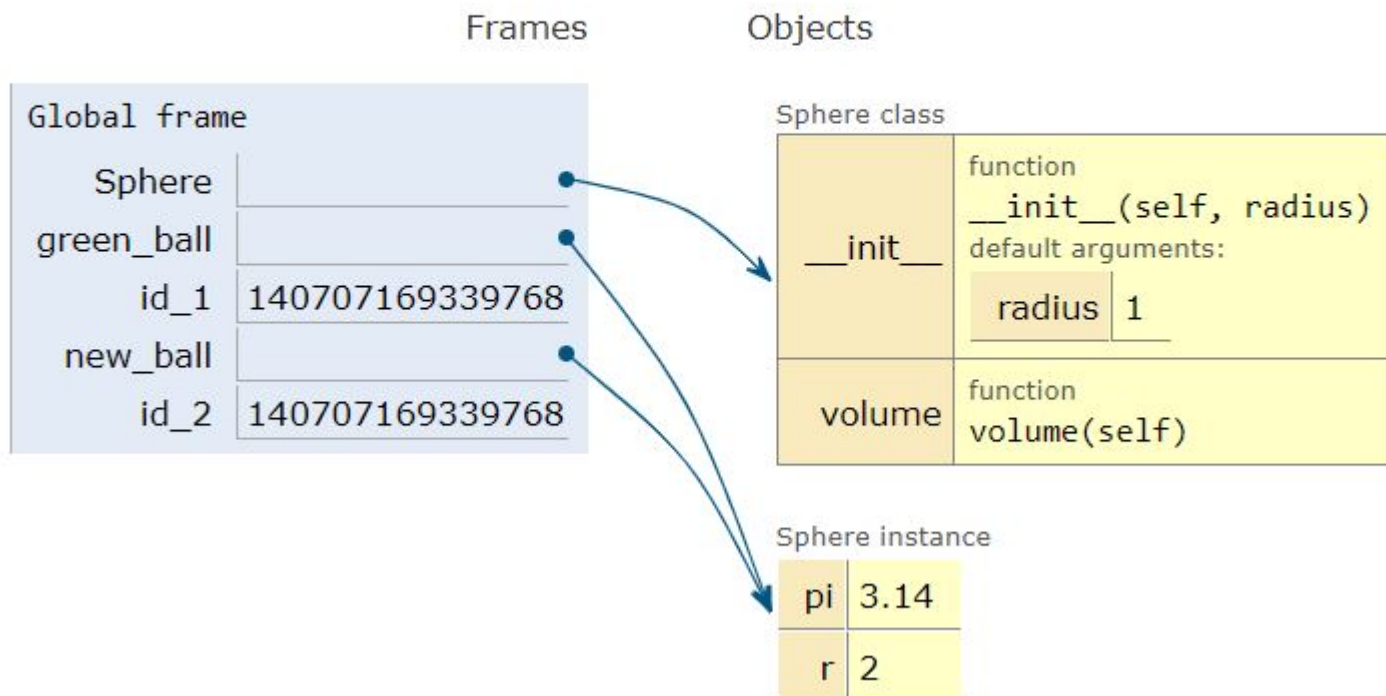 Frames Objects
Global frame
Sphere
green_ball
id_1 140707169339768
new_ball
id_2 140707169339768
Sphere class
__init__
function
__init__(self, radius)
default arguments:
radius 1
volume
function
volume(self)
Sphere instance
pi 3.14
r 2